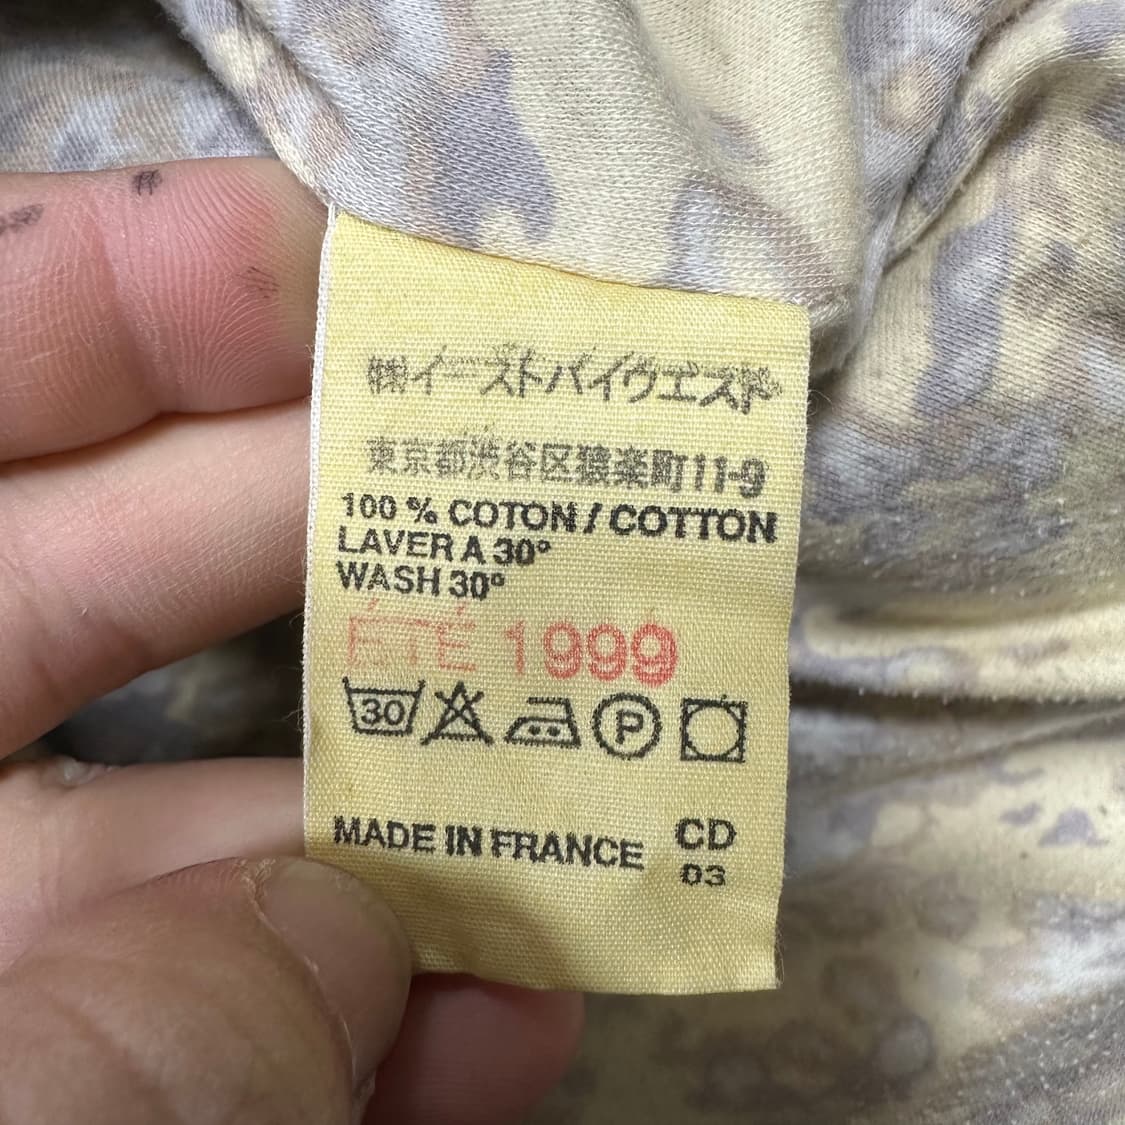 ㈱イーストバイウエスト
東京都渋谷区猿楽町11-9
100 % COTON / COTTON
LAVER A 30°
WASH 30°
ÉTÉ 1999
30 P
MADE IN FRANCE CD
03